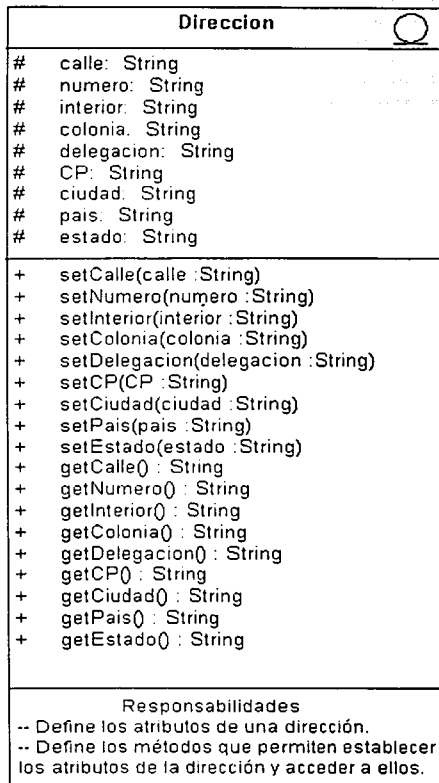 Direccion
# calle: String
# numero: String
# interior: String
# colonia. String
# delegacion: String
# CP: String
# ciudad: String
# pais: String
# estado: String
+ setCalle(calle :String)
+ setNumero(numero :String)
+ setInterior(interior :String)
+ setColonia(colonia :String)
+ setDelegacion(delegacion :String)
+ setCP(CP :String)
+ setCiudad(ciudad :String)
+ setPais(pais :String)
+ setEstado(estado :String)
+ getCalle() : String
+ getNumero() : String
+ getInterior() : String
+ getColonia() : String
+ getDelegacion() : String
+ getCP() : String
+ getCiudad() : String
+ getPais() : String
+ getEstado() : String
Responsabilidades
-- Define los atributos de una dirección.
-- Define los métodos que permiten establecer
los atributos de la dirección y acceder a ellos.